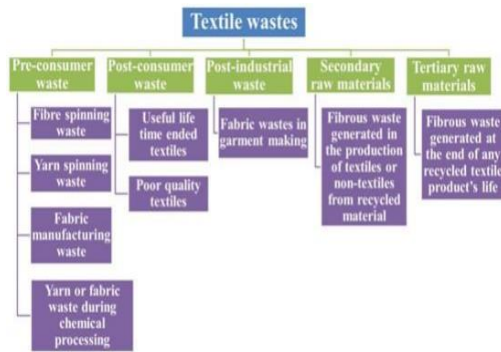 Textile wastes
Pre-consumer
waste
Post-consumer
waste
Post-industrial
waste
Secondary
raw materials
Tertiary raw
materials
Fibre spinning
waste
Yarn spinning
waste
Fabric
manufacturing
waste
Yarn or fabric
waste during
chemical
processing
Useful life
time ended
textiles
Poor quality
textiles
Fabric wastes in
garment making
Fibrous waste
generated in
the production
of textiles or
non-textiles
from recycled
material
Fibrous waste
generated at
the end of any
recycled textile
product's life